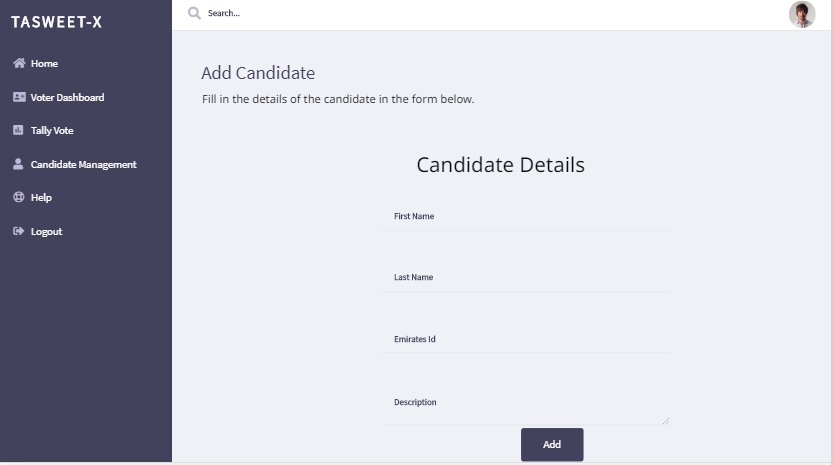 TASWEET-X
Home
Voter Dashboard
Tally Vote
Candidate Management
Help
Logout
Search...
Add Candidate
Fill in the details of the candidate in the form below.
Candidate Details
First Name
Last Name
Emirates Id
Description
Add